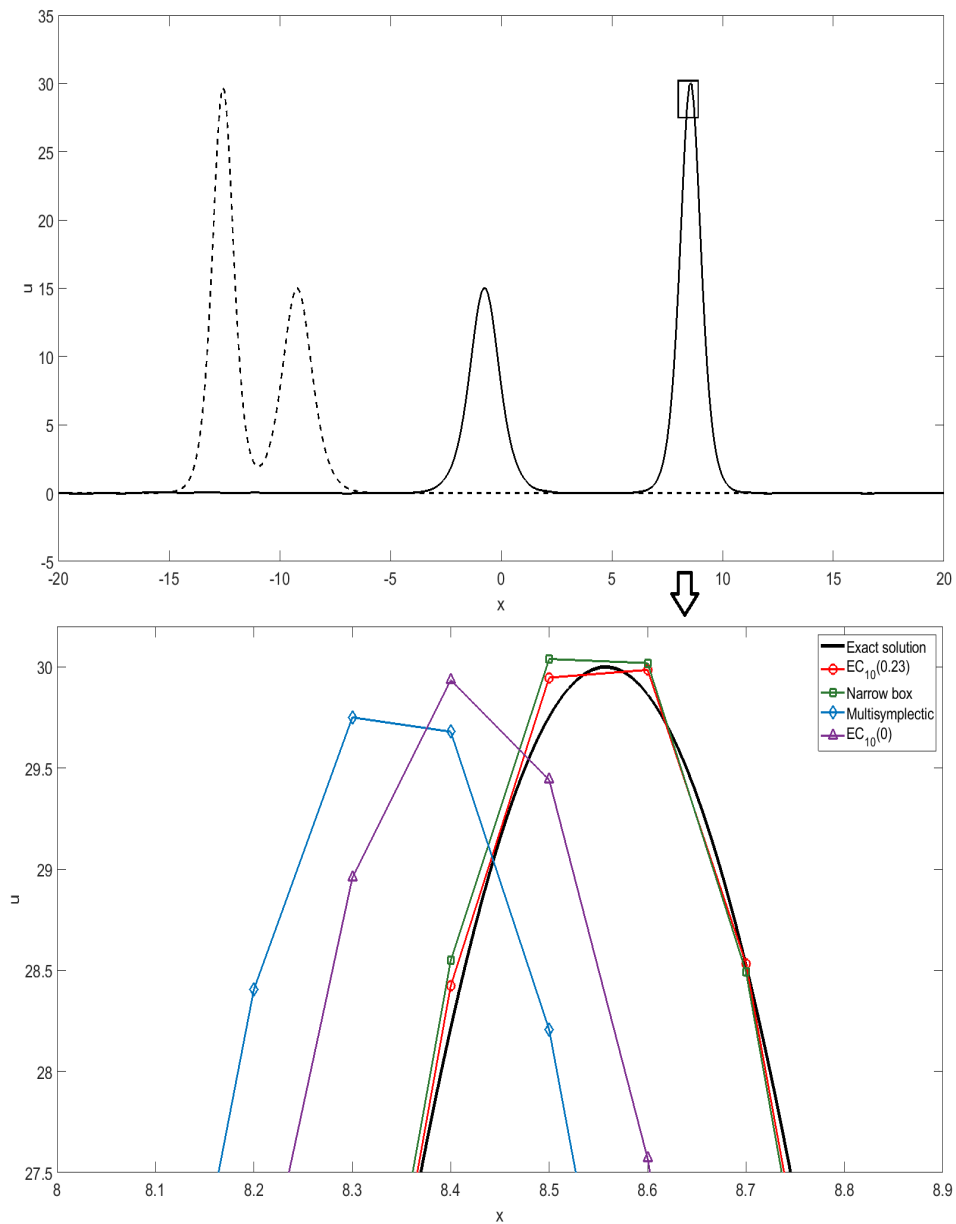 35
30
25
20
15
10
5
0
-5
u
-20 -15 -10 -5 0 5 10 15 20
x
30
29.5
29
28.5
28
27.5
u
Exact solution
EC10(0.23)
Narrow box
Multisymplectic
EC10(0)
8 8.1 8.2 8.3 8.4 8.5 8.6 8.7 8.8 8.9
x